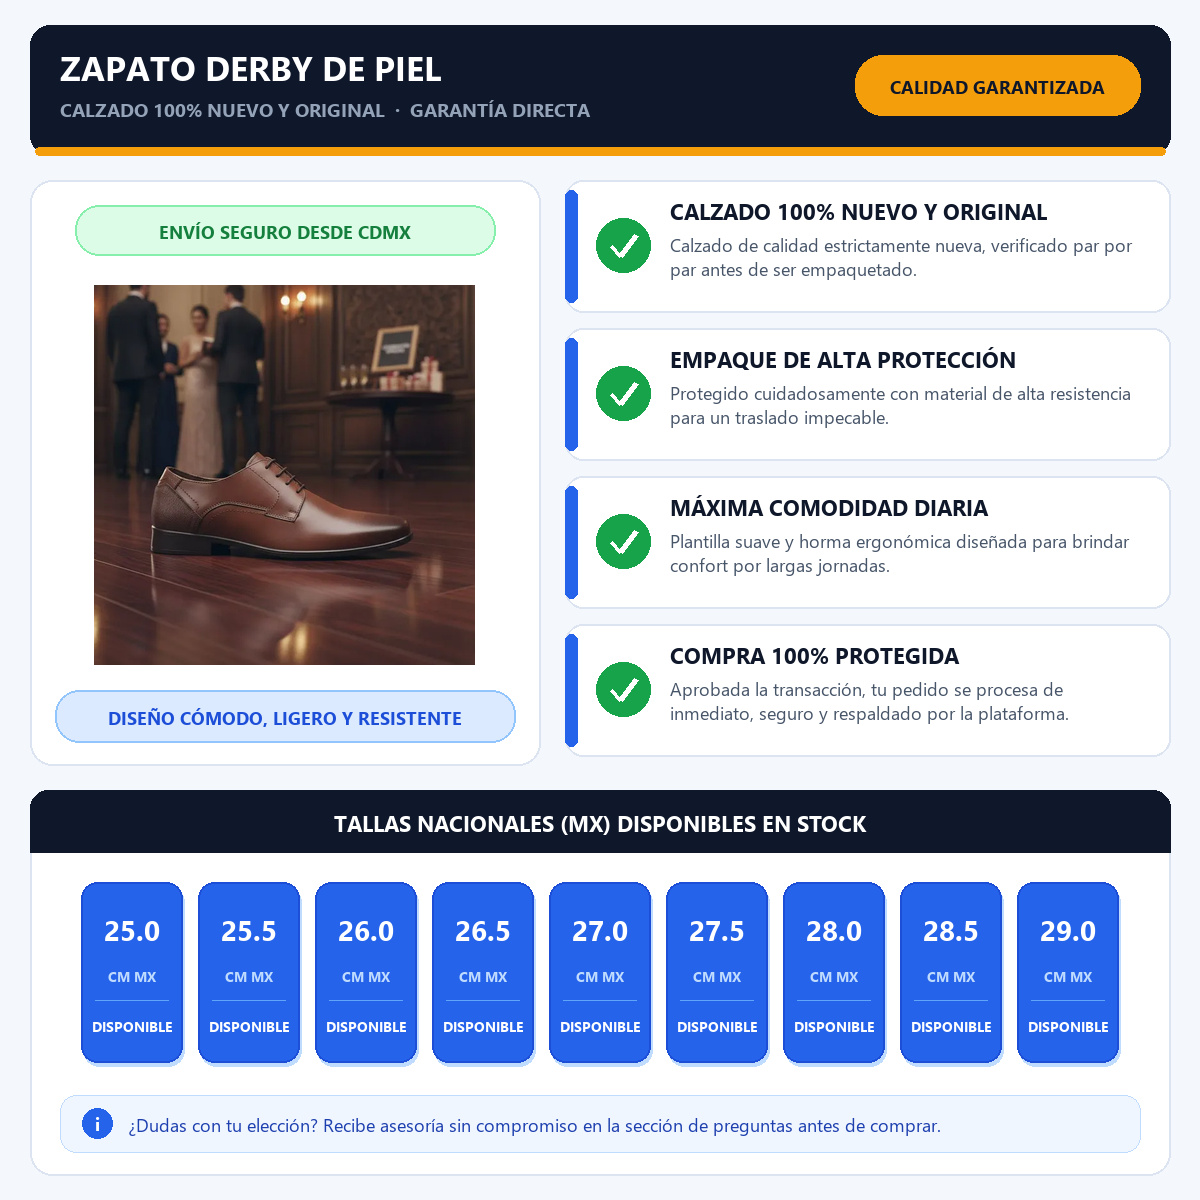 ZAPATO DERBY DE PIEL
CALZADO 100% NUEVO Y ORIGINAL · GARANTÍA DIRECTA
CALIDAD GARANTIZADA
ENVÍO SEGURO DESDE CDMX
DISEÑO CÓMODO, LIGERO Y RESISTENTE
CALZADO 100% NUEVO Y ORIGINAL
Calzado de calidad estrictamente nueva, verificado par por
par antes de ser empaquetado.
EMPAQUE DE ALTA PROTECCIÓN
Protegido cuidadosamente con material de alta resistencia
para un traslado impecable.
MÁXIMA COMODIDAD DIARIA
Plantilla suave y horma ergonómica diseñada para brindar
confort por largas jornadas.
COMPRA 100% PROTEGIDA
Aprobada la transacción, tu pedido se procesa de
inmediato, seguro y respaldado por la plataforma.
TALLAS NACIONALES (MX) DISPONIBLES EN STOCK
25.0
CM MX
DISPONIBLE
25.5
CM MX
DISPONIBLE
26.0
CM MX
DISPONIBLE
26.5
CM MX
DISPONIBLE
27.0
CM MX
DISPONIBLE
27.5
CM MX
DISPONIBLE
28.0
CM MX
DISPONIBLE
28.5
CM MX
DISPONIBLE
29.0
CM MX
DISPONIBLE
i
¿Dudas con tu elección? Recibe asesoría sin compromiso en la sección de preguntas antes de comprar.